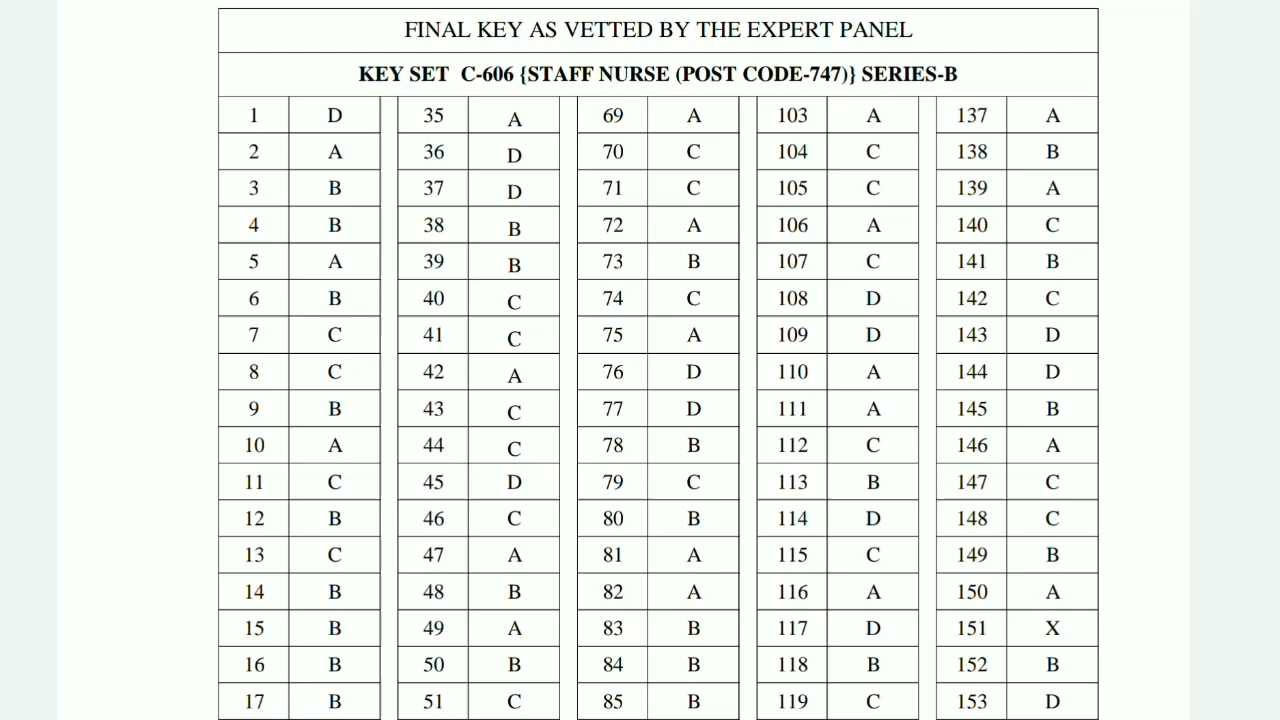 FINAL KEY AS VETTED BY THE EXPERT PANEL
KEY SET C-606 {STAFF NURSE (POST CODE-747)} SERIES-B
1 D 35 A 69 A 103 A 137 A
2 A 36 D 70 C 104 C 138 B
3 B 37 D 71 C 105 C 139 A
4 B 38 B 72 A 106 A 140 C
5 A 39 B 73 B 107 C 141 B
6 B 40 C 74 C 108 D 142 C
7 C 41 C 75 A 109 D 143 D
8 C 42 A 76 D 110 A 144 D
9 B 43 C 77 D 111 A 145 B
10 A 44 C 78 B 112 C 146 A
11 C 45 D 79 C 113 B 147 C
12 B 46 C 80 B 114 D 148 C
13 C 47 A 81 A 115 C 149 B
14 B 48 B 82 A 116 A 150 A
15 B 49 A 83 B 117 D 151 X
16 B 50 B 84 B 118 B 152 B
17 B 51 C 85 B 119 C 153 D